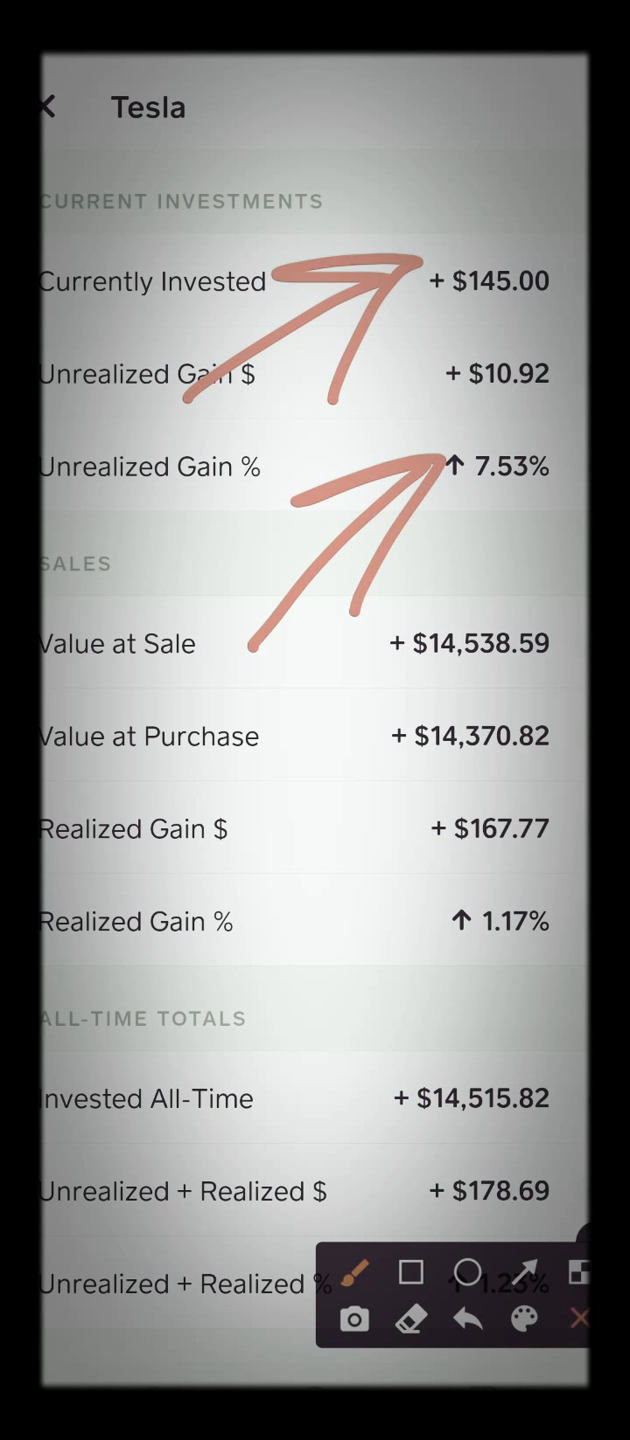 Tesla
CURRENT INVESTMENTS
Currently Invested + $145.00
Unrealized Gain $ + $10.92
Unrealized Gain % ↑ 7.53%
SALES
Value at Sale + $14,538.59
Value at Purchase + $14,370.82
Realized Gain $ + $167.77
Realized Gain % ↑ 1.17%
ALL-TIME TOTALS
Invested All-Time + $14,515.82
Unrealized + Realized $ + $178.69
Unrealized + Realized % ↑ 1.23%